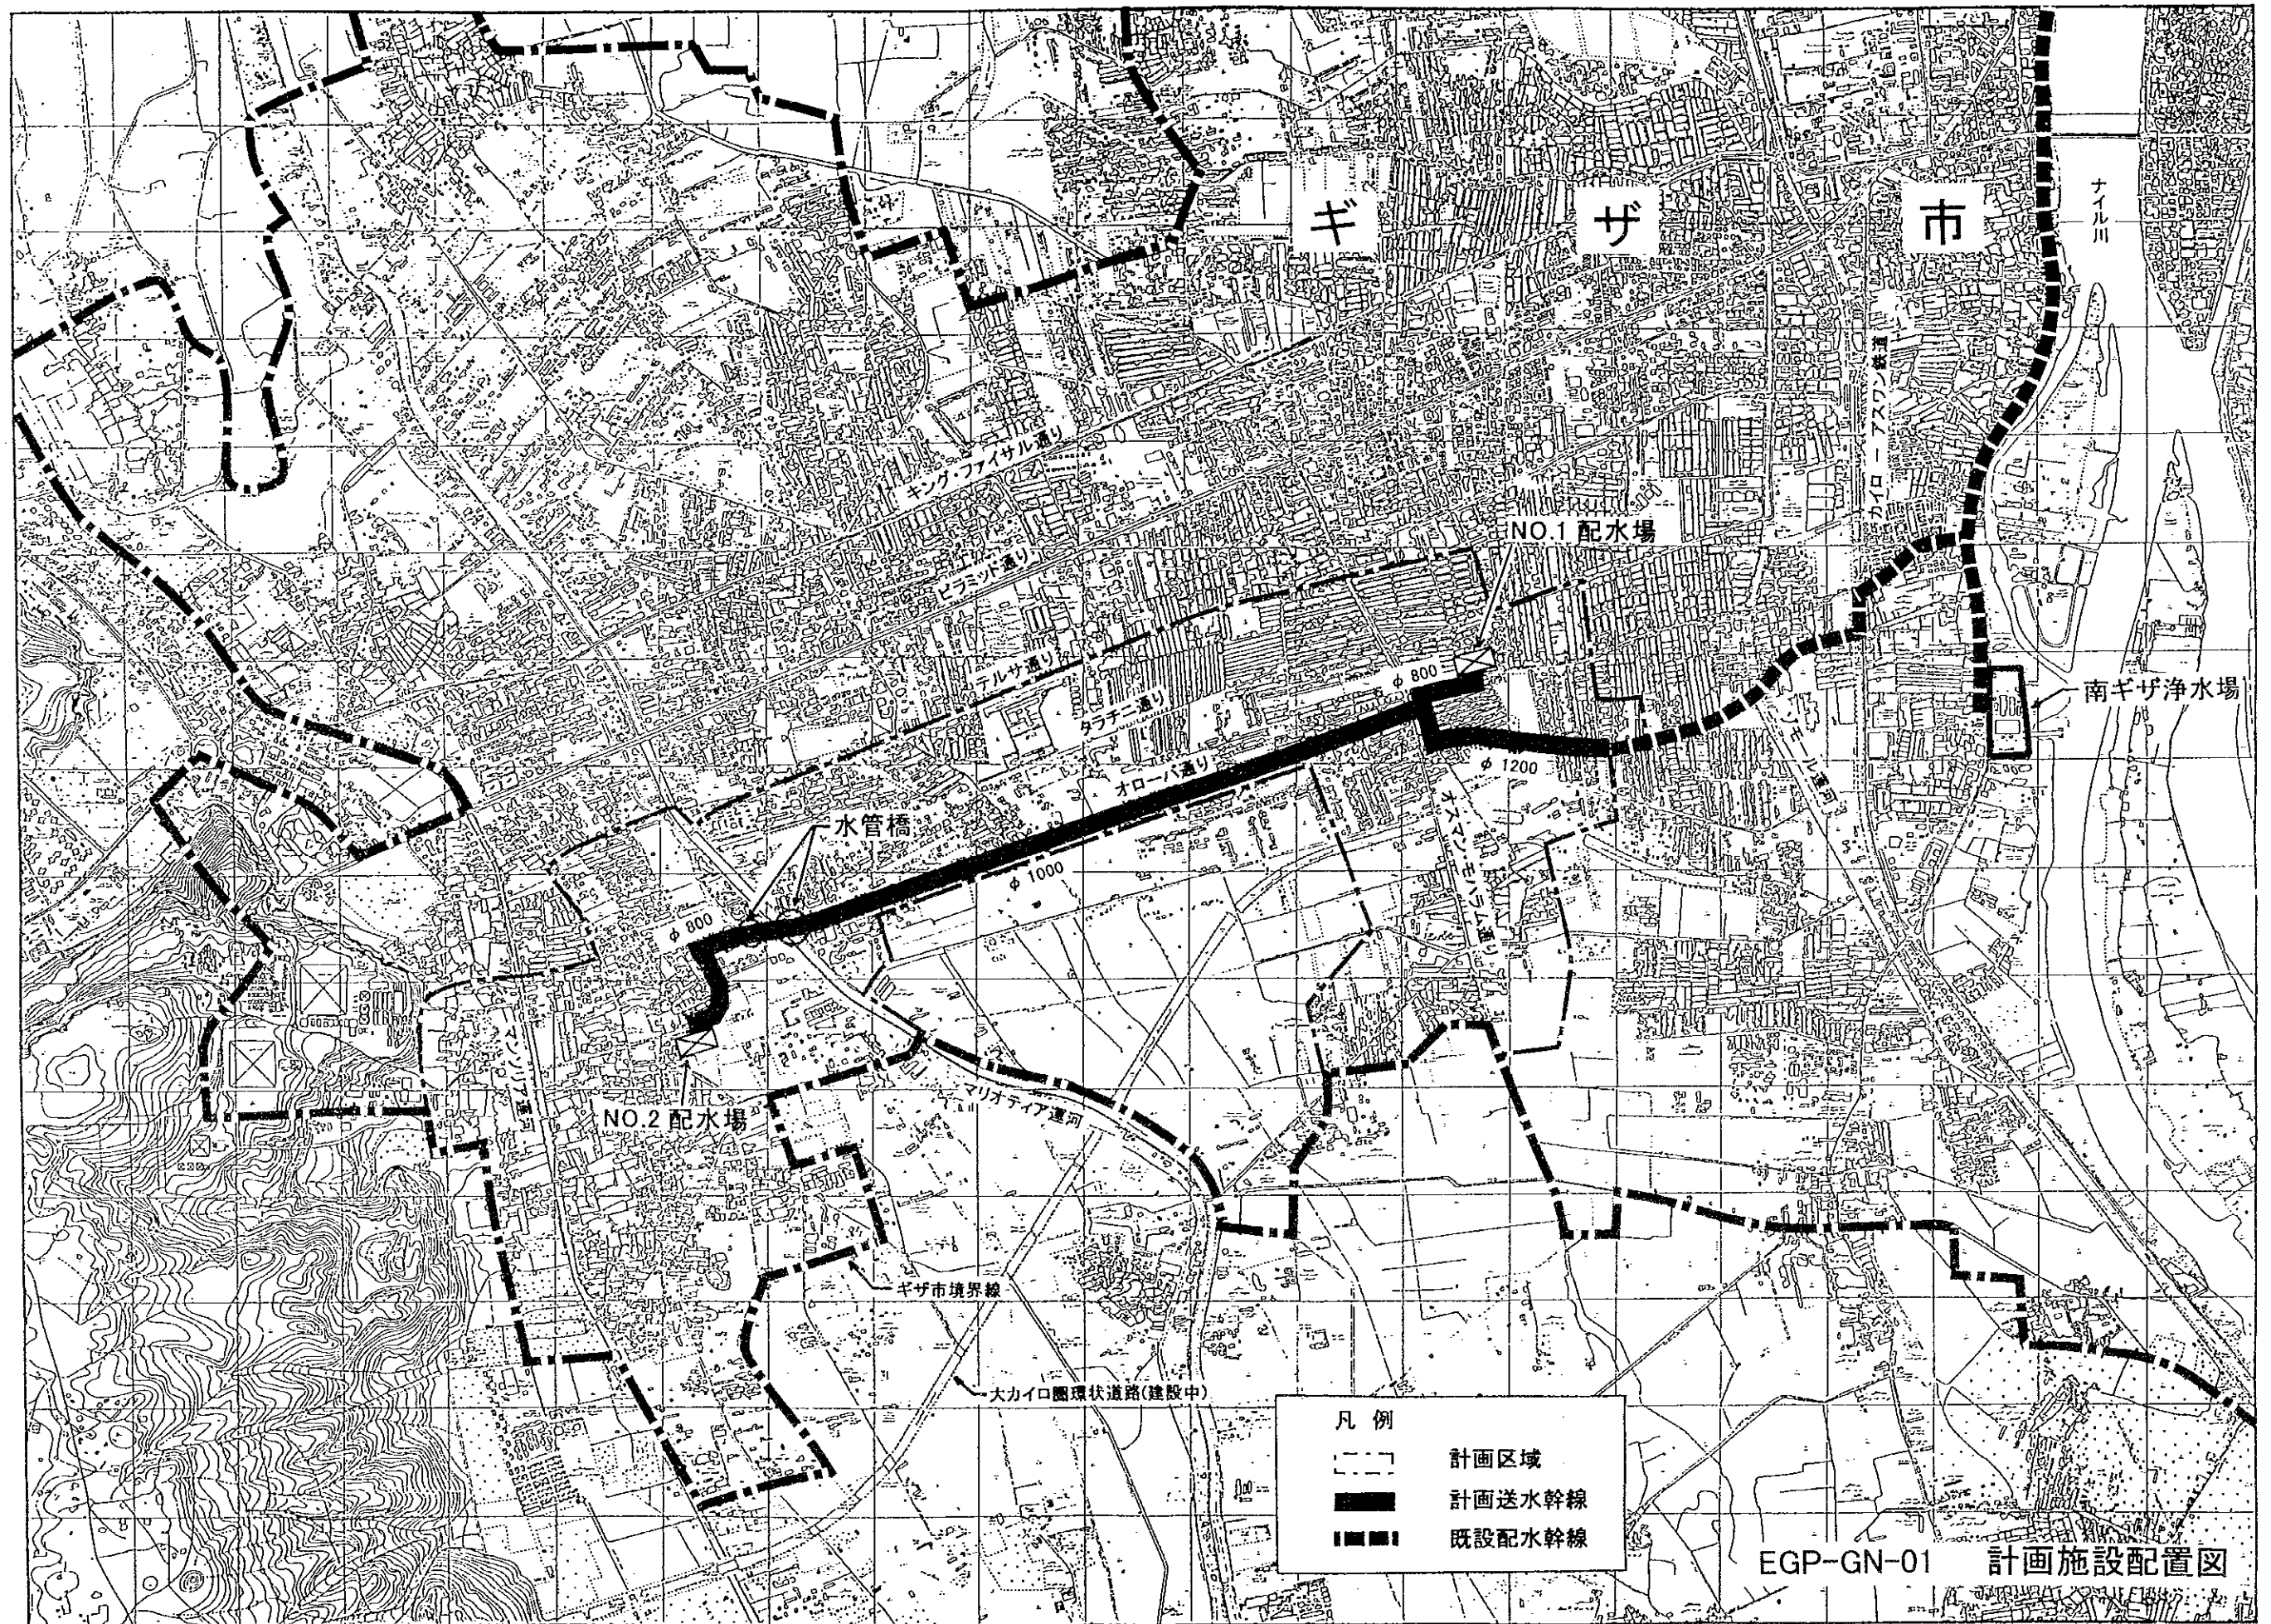 ギ ザ 市
ナイル川
カイロ－アスワン鉄道
キング・ファイサル通り
NO.1 配水場
ピラミッド通り
テルサ通り
φ 800
タラチニ通り
南ギザ浄水場
ゾモール運河
オローバ通り
φ 1200
水管橋
オスマン・モハラム通り
φ 1000
φ 800
マンソリア運河
NO.2 配水場
マリオティア運河
ギザ市境界線
大カイロ圏環状道路(建設中)
凡 例
計画区域
計画送水幹線
既設配水幹線
EGP-GN-01 計画施設配置図